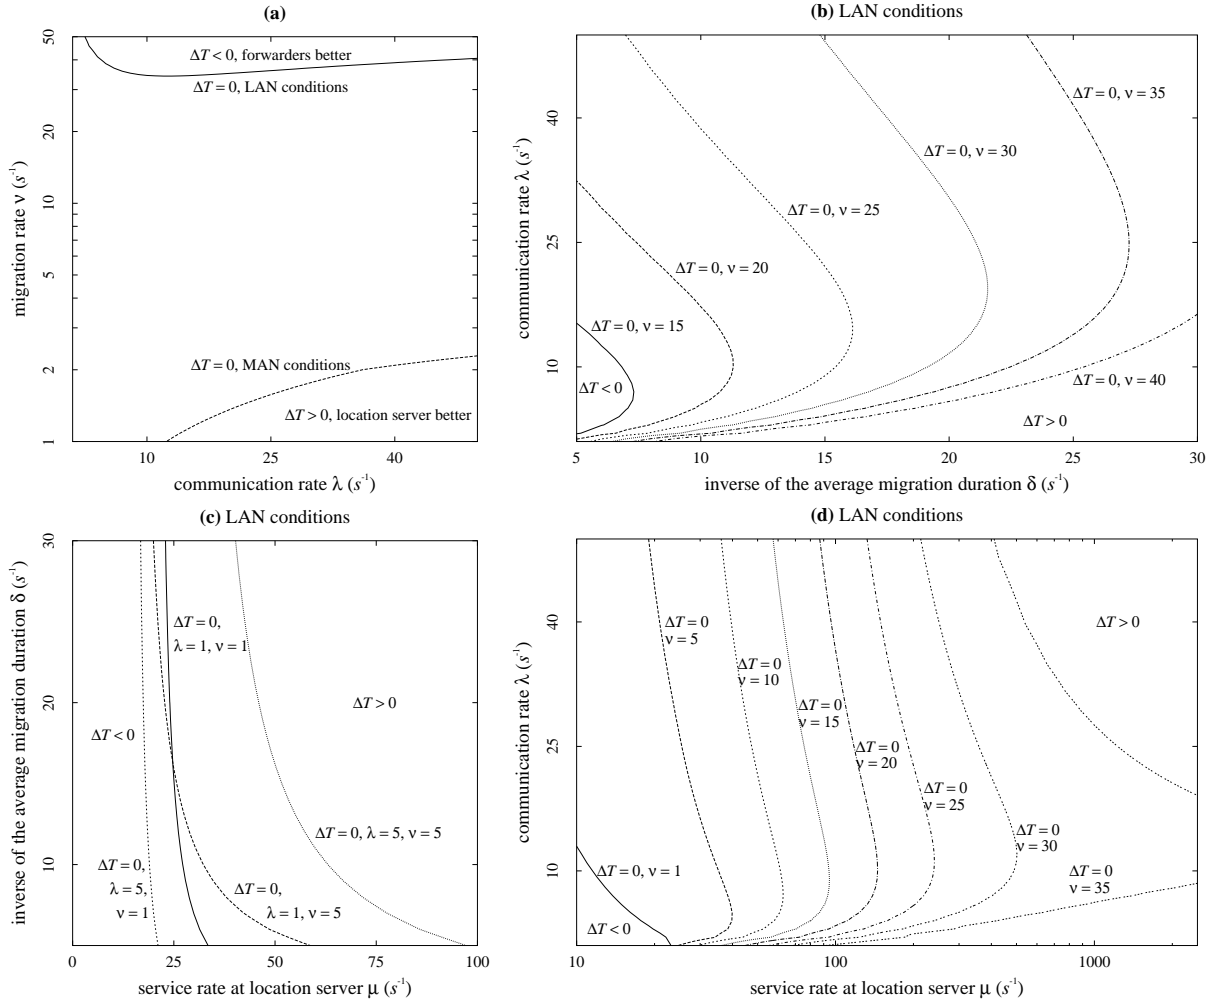 (a)
50
20
10
5
2
1
migration rate ν (s⁻¹)
ΔT < 0, forwarders better
ΔT = 0, LAN conditions
ΔT = 0, MAN conditions
ΔT > 0, location server better
10
25
40
communication rate λ (s⁻¹)
(b) LAN conditions
40
25
10
communication rate λ (s⁻¹)
ΔT = 0, ν = 35
ΔT = 0, ν = 30
ΔT = 0, ν = 25
ΔT = 0, ν = 20
ΔT = 0, ν = 15
ΔT < 0
ΔT = 0, ν = 40
ΔT > 0
5
10
15
20
25
30
inverse of the average migration duration δ (s⁻¹)
(c) LAN conditions
30
20
10
inverse of the average migration duration δ (s⁻¹)
ΔT = 0,
λ = 1, ν = 1
ΔT > 0
ΔT < 0
ΔT = 0, λ = 5, ν = 5
ΔT = 0,
λ = 5,
ν = 1
ΔT = 0,
λ = 1, ν = 5
0
25
50
75
100
service rate at location server μ (s⁻¹)
(d) LAN conditions
40
25
10
communication rate λ (s⁻¹)
ΔT = 0
ν = 5
ΔT > 0
ΔT = 0
ν = 10
ΔT = 0
ν = 15
ΔT = 0
ν = 20
ΔT = 0
ν = 25
ΔT = 0
ν = 30
ΔT = 0, ν = 1
ΔT = 0
ν = 35
ΔT < 0
10
100
1000
service rate at location server μ (s⁻¹)